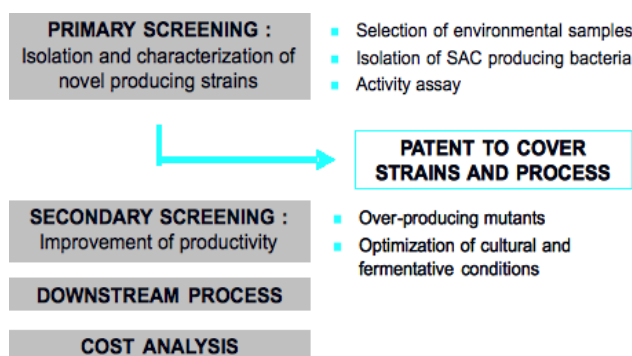 PRIMARY SCREENING :
Isolation and characterization of
novel producing strains
Selection of environmental samples
Isolation of SAC producing bacteria
Activity assay
PATENT TO COVER
STRAINS AND PROCESS
SECONDARY SCREENING :
Improvement of productivity
Over-producing mutants
Optimization of cultural and
fermentative conditions
DOWNSTREAM PROCESS
COST ANALYSIS